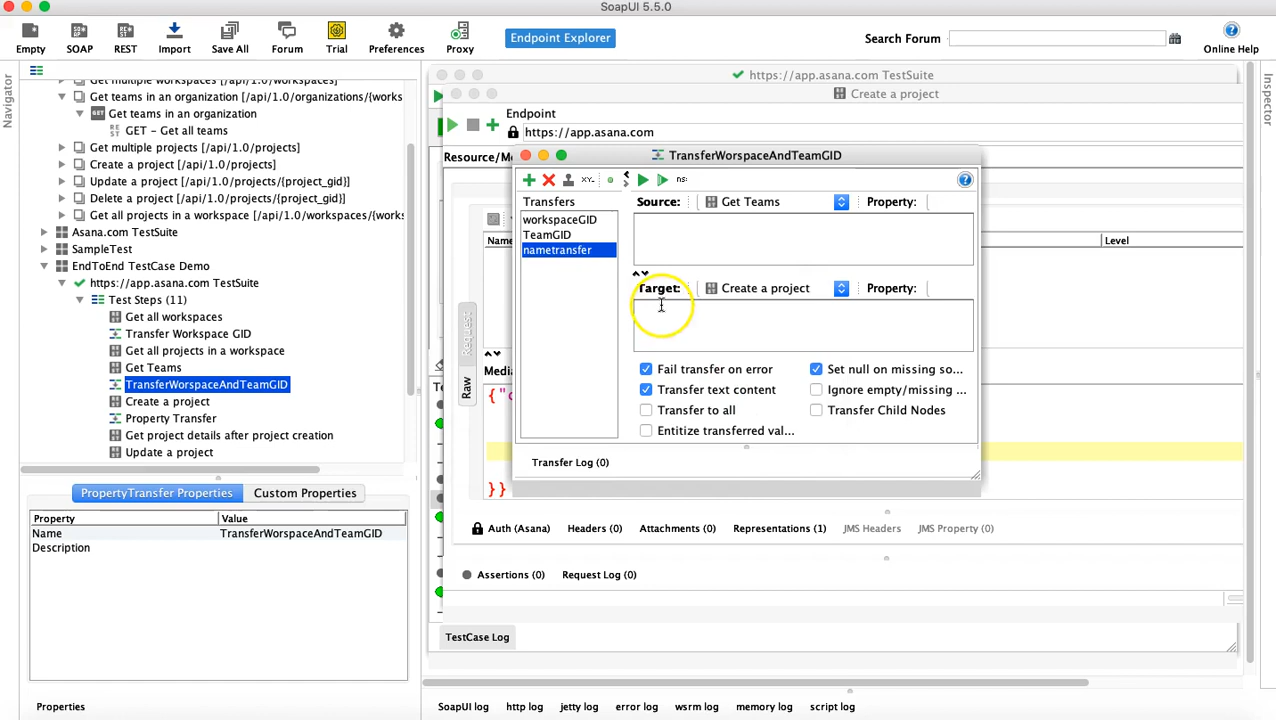 SoapUI 5.5.0
Empty
SOAP
REST
Import
Save All
Forum
Trial
Preferences
Proxy
Endpoint Explorer
Search Forum
Online Help
Navigator
Get multiple workspaces [/api/1.0/workspaces]
Get teams in an organization [/api/1.0/organizations/{works
Get teams in an organization
GET - Get all teams
Get multiple projects [/api/1.0/projects]
Create a project [/api/1.0/projects]
Update a project [/api/1.0/projects/{project_gid}]
Delete a project [/api/1.0/projects/{project_gid}]
Get all projects in a workspace [/api/1.0/workspaces/{works
Asana.com TestSuite
SampleTest
EndToEnd TestCase Demo
https://app.asana.com TestSuite
Test Steps (11)
Get all workspaces
Transfer Workspace GID
Get all projects in a workspace
Get Teams
TransferWorspaceAndTeamGID
Create a project
Property Transfer
Get project details after project creation
Update a project
PropertyTransfer Properties
Custom Properties
Property Value
Name TransferWorspaceAndTeamGID
Description
Properties
https://app.asana.com TestSuite
Create a project
Endpoint
https://app.asana.com
Resource/M
Request
Raw
Name
Level
Media
{"
}}
TransferWorspaceAndTeamGID
ns:
Transfers
workspaceGID
TeamGID
nametransfer
Source: Get Teams Property:
Target: Create a project Property:
Fail transfer on error
Set null on missing so...
Transfer text content
Ignore empty/missing ...
Transfer to all
Transfer Child Nodes
Entitize transferred val...
Transfer Log (0)
Auth (Asana)
Headers (0)
Attachments (0)
Representations (1)
JMS Headers
JMS Property (0)
Assertions (0)
Request Log (0)
TestCase Log
SoapUI log
http log
jetty log
error log
wsrm log
memory log
script log
Inspector